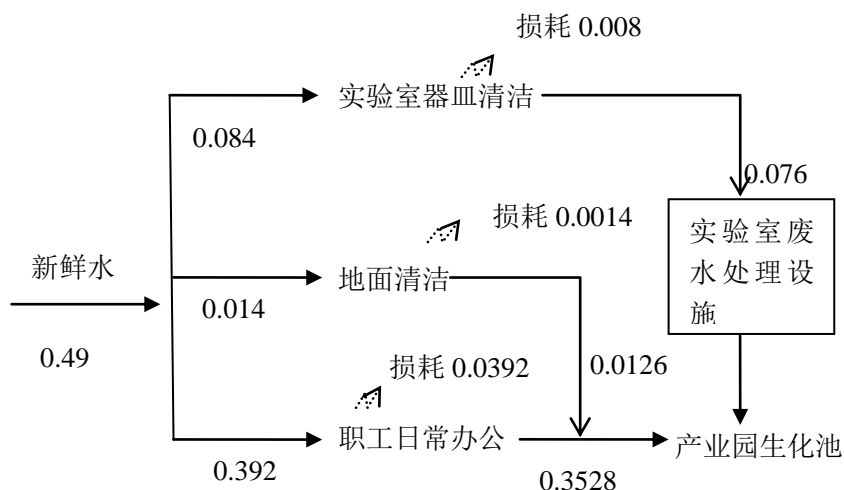 损耗 0.008
实验室器皿清洁
0.084
0.076
损耗 0.0014
实验室废
水处理设
施
新鲜水
地面清洁
0.014
0.49
损耗 0.0392
0.0126
职工日常办公
产业园生化池
0.392
0.3528